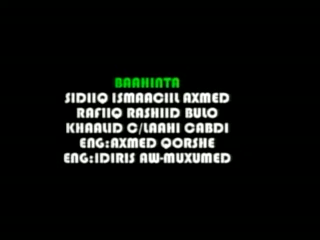 BAAHINTA
SIDIIQ ISMAACIIL AXMED
RAFIIQ RASHIID BULO
KHAALID C/LAAHI CABDI
ENG:AXMED QORSHE
ENG:IDIRIS AW-MUXUMED